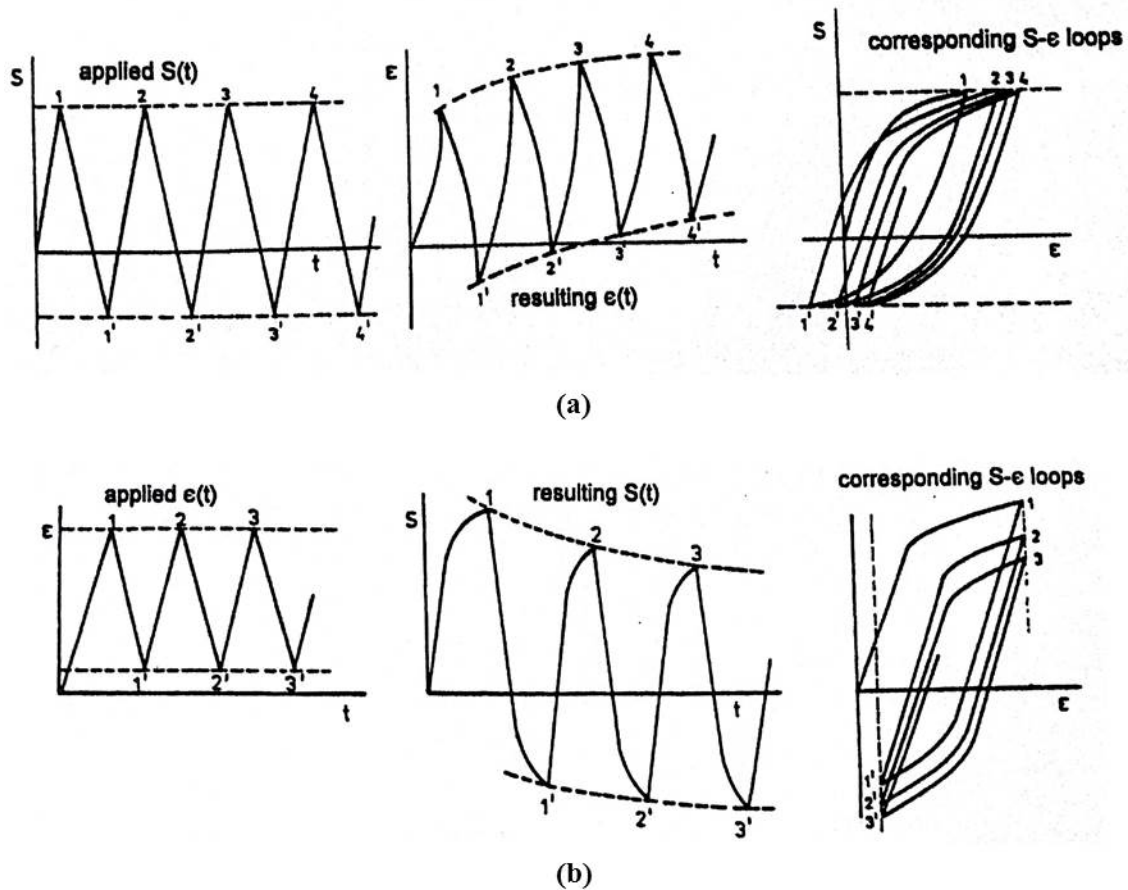 S
applied S(t)
1 2 3 4
t
1' 2' 3' 4'
ε
1 2 3 4
t
1' 2' 3' 4'
resulting ε(t)
S
corresponding S-ε loops
1 2 3 4
ε
1' 2' 3' 4'
(a)
applied ε(t)
ε
1 2 3
1' 2' 3'
t
resulting S(t)
S
1
2
3
t
1'
2'
3'
corresponding S-ε loops
1
2
3
ε
1'
2'
3'
(b)